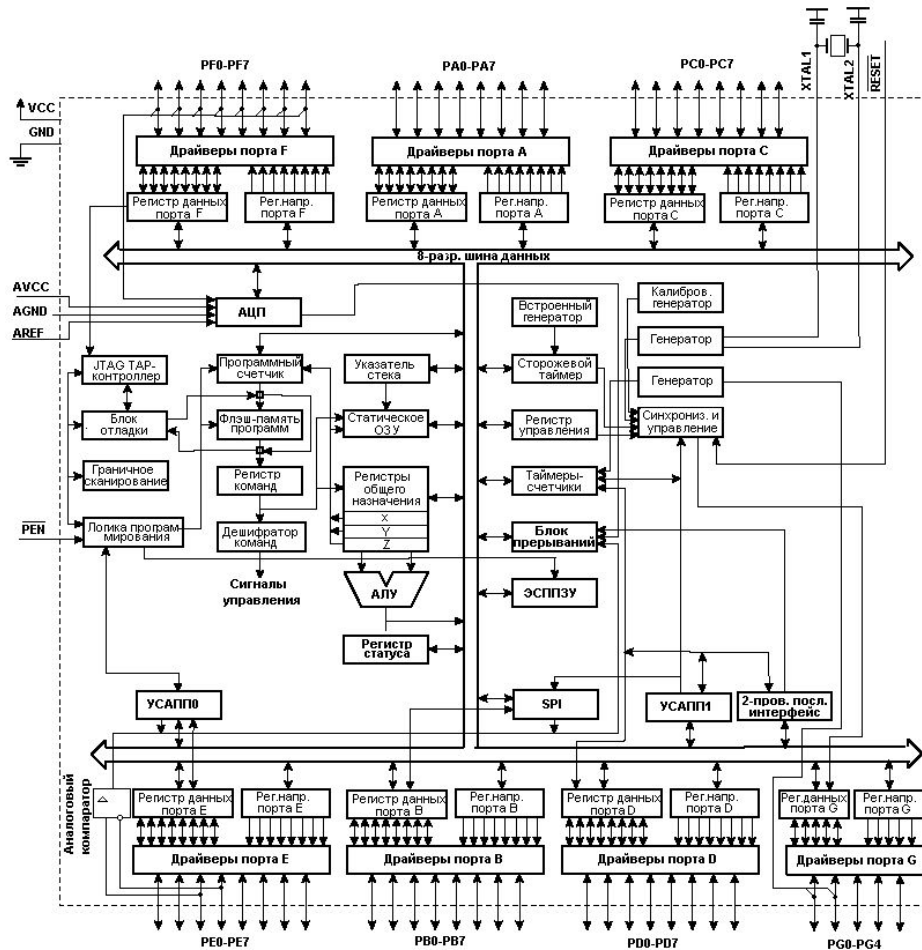 PF0-PF7
PA0-PA7
PC0-PC7
XTAL1
XTAL2
RESET
VCC
GND
Драйверы порта F
Драйверы порта A
Драйверы порта C
Регистр данных
порта F
Рег.напр.
порта F
Регистр данных
порта A
Рег.напр.
порта A
Регистр данных
порта C
Рег.напр.
порта C
8-разр. шина данных
AVCC
AGND
AREF
АЦП
Встроенный
генератор
Калибров.
генератор
Генератор
JTAG TAP-
контроллер
Программный
счетчик
Указатель
стека
Сторожевой
таймер
Генератор
Блок
отладки
Флэш-память
программ
Статическое
ОЗУ
Регистр
управления
Синхрониз. и
управление
Граничное
сканирование
Регистр
команд
Регистры
общего
назначения
X
Y
Z
Таймеры-
счетчики
PEN
Логика програм-
мирования
Дешифратор
команд
Блок
прерываний
Сигналы
управления
АЛУ
ЭСППЗУ
Регистр
статуса
УСАПП0
SPI
УСАПП1
2-пров. посл.
интерфейс
Аналоговый
компаратор
Регистр данных
порта E
Рег.напр.
порта E
Регистр данных
порта B
Рег.напр.
порта B
Регистр данных
порта D
Рег.напр.
порта D
Рег.данных
порта G
Рег.напр.
порта G
Драйверы порта E
Драйверы порта B
Драйверы порта D
Драйверы порта G
PE0-PE7
PB0-PB7
PD0-PD7
PG0-PG4